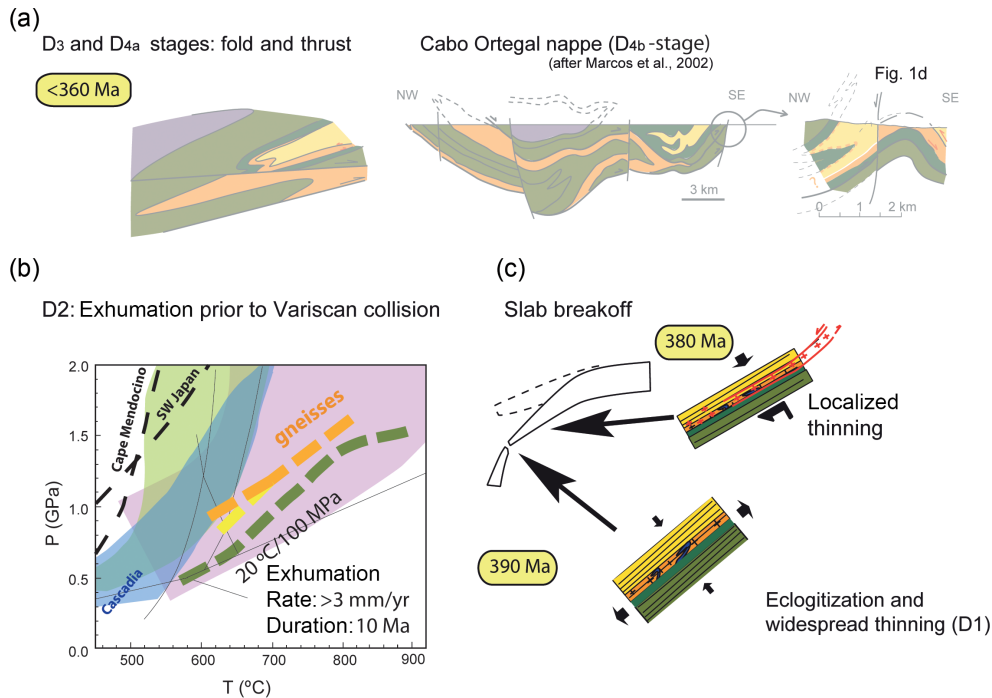 (a)
D3 and D4a stages: fold and thrust
<360 Ma
Cabo Ortegal nappe (D4b-stage)
(after Marcos et al., 2002)
NW
SE
3 km
Fig. 1d
NW
SE
0 1 2 km
(b)
D2: Exhumation prior to Variscan collision
2.0
1.5
1.0
0.5
0.0
P (GPa)
Cape Mendocino
SW Japan
Cascadia
gneisses
20 ºC/100 MPa
Exhumation
Rate: >3 mm/yr
Duration: 10 Ma
500 600 700 800 900
T (ºC)
(c)
Slab breakoff
380 Ma
Localized
thinning
390 Ma
Eclogitization and
widespread thinning (D1)